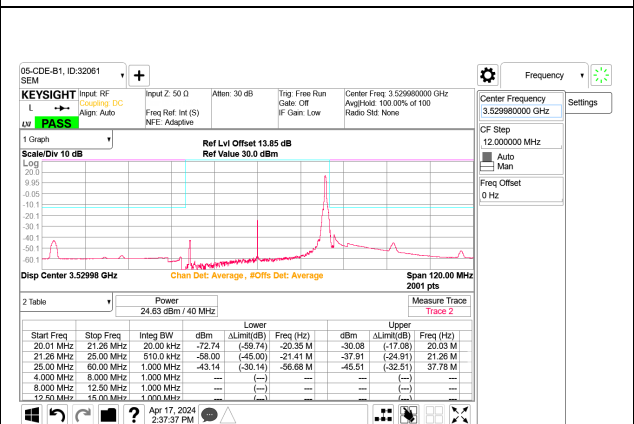 05-CDE-B1, ID:32061
SEM
Frequency
KEYSIGHT
L
LXI PASS
Input: RF
Coupling: DC
Align: Auto
Input Z: 50 Ω
Freq Ref: Int (S)
NFE: Adaptive
Atten: 30 dB
Trig: Free Run
Gate: Off
IF Gain: Low
Center Freq: 3.529980000 GHz
Avg|Hold: 100.00% of 100
Radio Std: None
Center Frequency
3.529980000 GHz
Settings
CF Step
12.000000 MHz
Auto
Man
Freq Offset
0 Hz
1 Graph
Scale/Div 10 dB
Ref Lvl Offset 13.85 dB
Ref Value 30.0 dBm
Log
20.0
9.95
-0.05
-10.1
-20.1
-30.1
-40.1
-50.1
-60.1
Disp Center 3.52998 GHz
Chan Det: Average , #Offs Det: Average
Span 120.00 MHz
2001 pts
2 Table
Power
24.63 dBm / 40 MHz
Measure Trace
Trace 2
Lower Upper
Start Freq Stop Freq Integ BW dBm ΔLimit(dB) Freq (Hz) dBm ΔLimit(dB) Freq (Hz)
20.01 MHz 21.26 MHz 20.00 kHz -72.74 (-59.74) -20.35 M -30.08 (-17.08) 20.03 M
21.26 MHz 25.00 MHz 510.0 kHz -58.00 (-45.00) -21.41 M -37.91 (-24.91) 21.26 M
25.00 MHz 60.00 MHz 1.000 MHz -43.14 (-30.14) -56.68 M -45.51 (-32.51) 37.78 M
4.000 MHz 8.000 MHz 1.000 MHz --- (---) --- --- (---) ---
8.000 MHz 12.50 MHz 1.000 MHz --- (---) --- --- (---) ---
12.50 MHz 15.00 MHz 1.000 MHz --- (---) --- --- (---) ---
Apr 17, 2024
2:37:37 PM